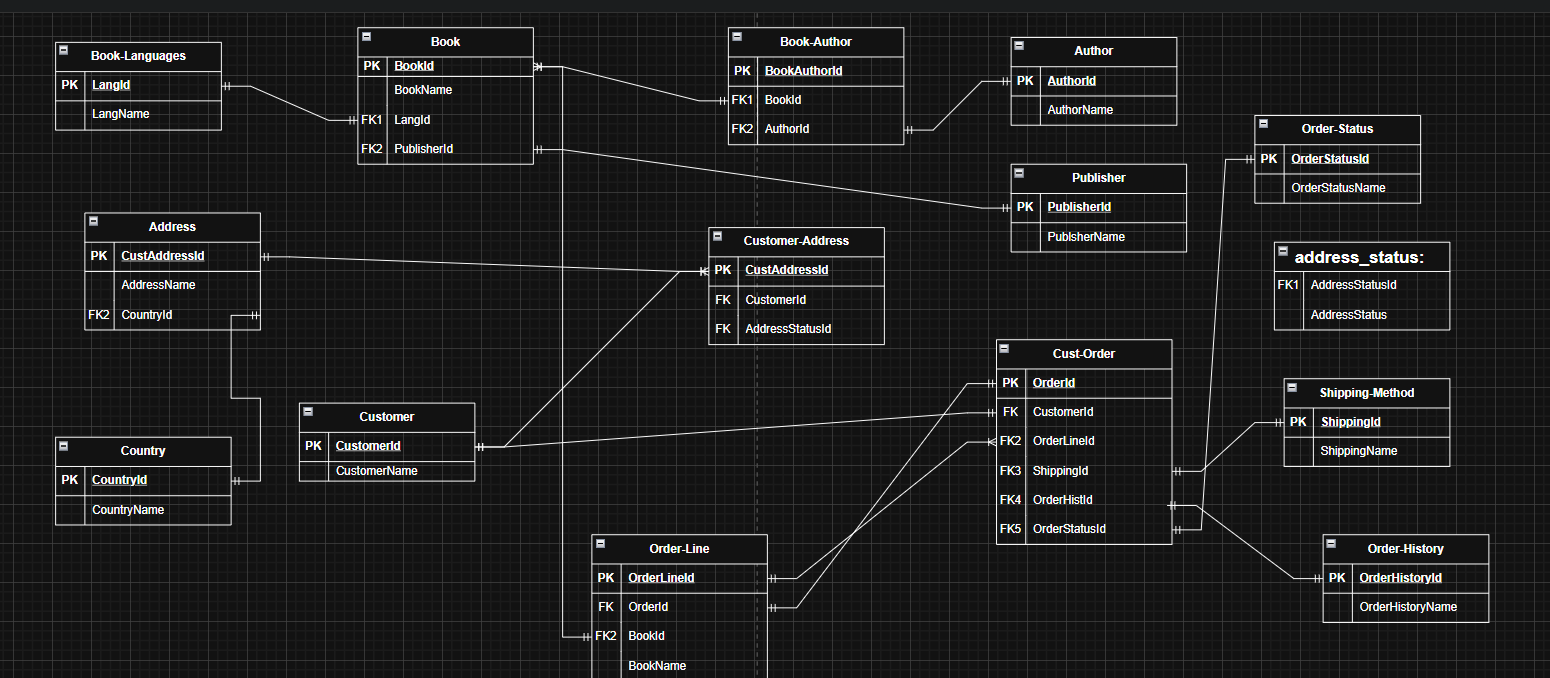 Book-Languages
PK LangId
LangName
Book
PK BookId
BookName
FK1 LangId
FK2 PublisherId
Book-Author
PK BookAuthorId
FK1 BookId
FK2 AuthorId
Author
PK AuthorId
AuthorName
Order-Status
PK OrderStatusId
OrderStatusName
Publisher
PK PublisherId
PublsherName
Address
PK CustAddressId
AddressName
FK2 CountryId
Customer-Address
PK CustAddressId
FK CustomerId
FK AddressStatusId
address_status:
FK1 AddressStatusId
AddressStatus
Cust-Order
PK OrderId
FK CustomerId
FK2 OrderLineId
FK3 ShippingId
FK4 OrderHistId
FK5 OrderStatusId
Shipping-Method
PK ShippingId
ShippingName
Customer
PK CustomerId
CustomerName
Country
PK CountryId
CountryName
Order-Line
PK OrderLineId
FK OrderId
FK2 BookId
BookName
Order-History
PK OrderHistoryId
OrderHistoryName